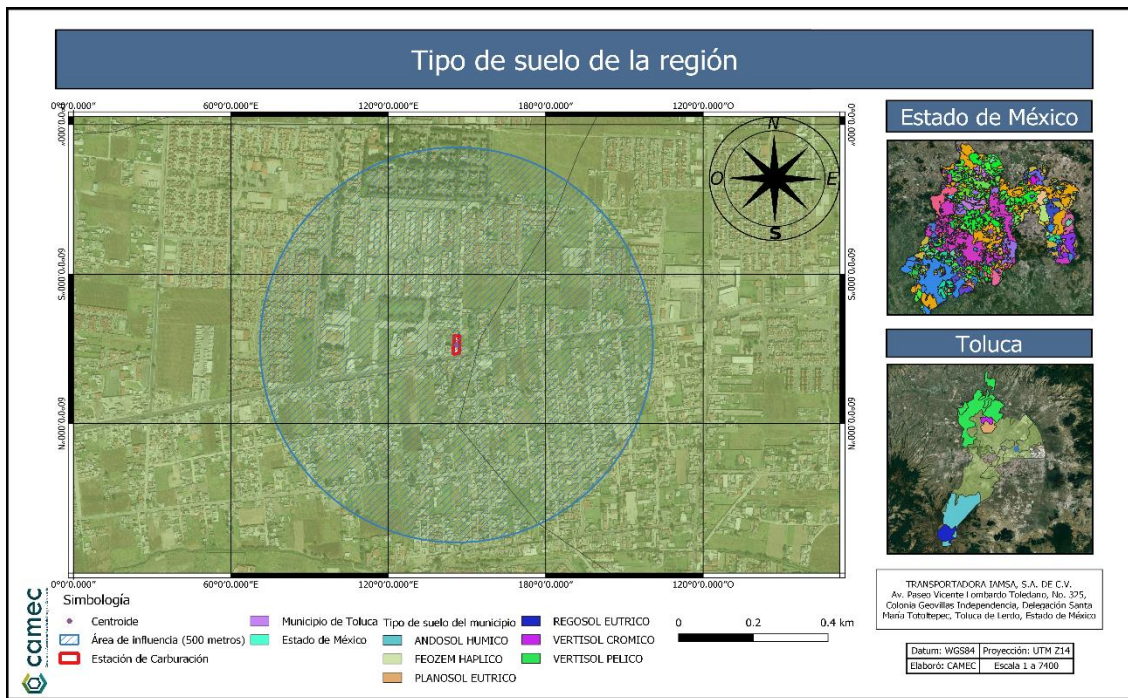 Tipo de suelo de la región
0°0'0.000"
60°0'0.000"E
120°0'0.000"E
180°0'0.000"
120°0'0.000"O
0°0'0.000"
0°0'0.000"
N
O
E
S
60°0'0.000"S
60°0'0.000"S
60°0'0.000"N
60°0'0.000"N
0°0'0.000"
60°0'0.000"E
120°0'0.000"E
180°0'0.000"
120°0'0.000"O
Estado de México
Toluca
camec
Simbología
Centroide
Área de influencia (500 metros)
Estación de Carburación
Municipio de Toluca
Estado de México
Tipo de suelo del municipio
ANDOSOL HUMICO
FEOZEM HAPLICO
PLANOSOL EUTRICO
REGOSOL EUTRICO
VERTISOL CROMICO
VERTISOL PELICO
0 0.2 0.4 km
TRANSPORTADORA IAMSA, S.A. DE C.V.
Av. Paseo Vicente Lombardo Toledano, No. 325,
Colonia Geovillas Independencia, Delegación Santa
María Totoltepec, Toluca de Lerdo, Estado de México
Datum: WGS84 Proyección: UTM Z14
Elaboró: CAMEC Escala 1 a 7400